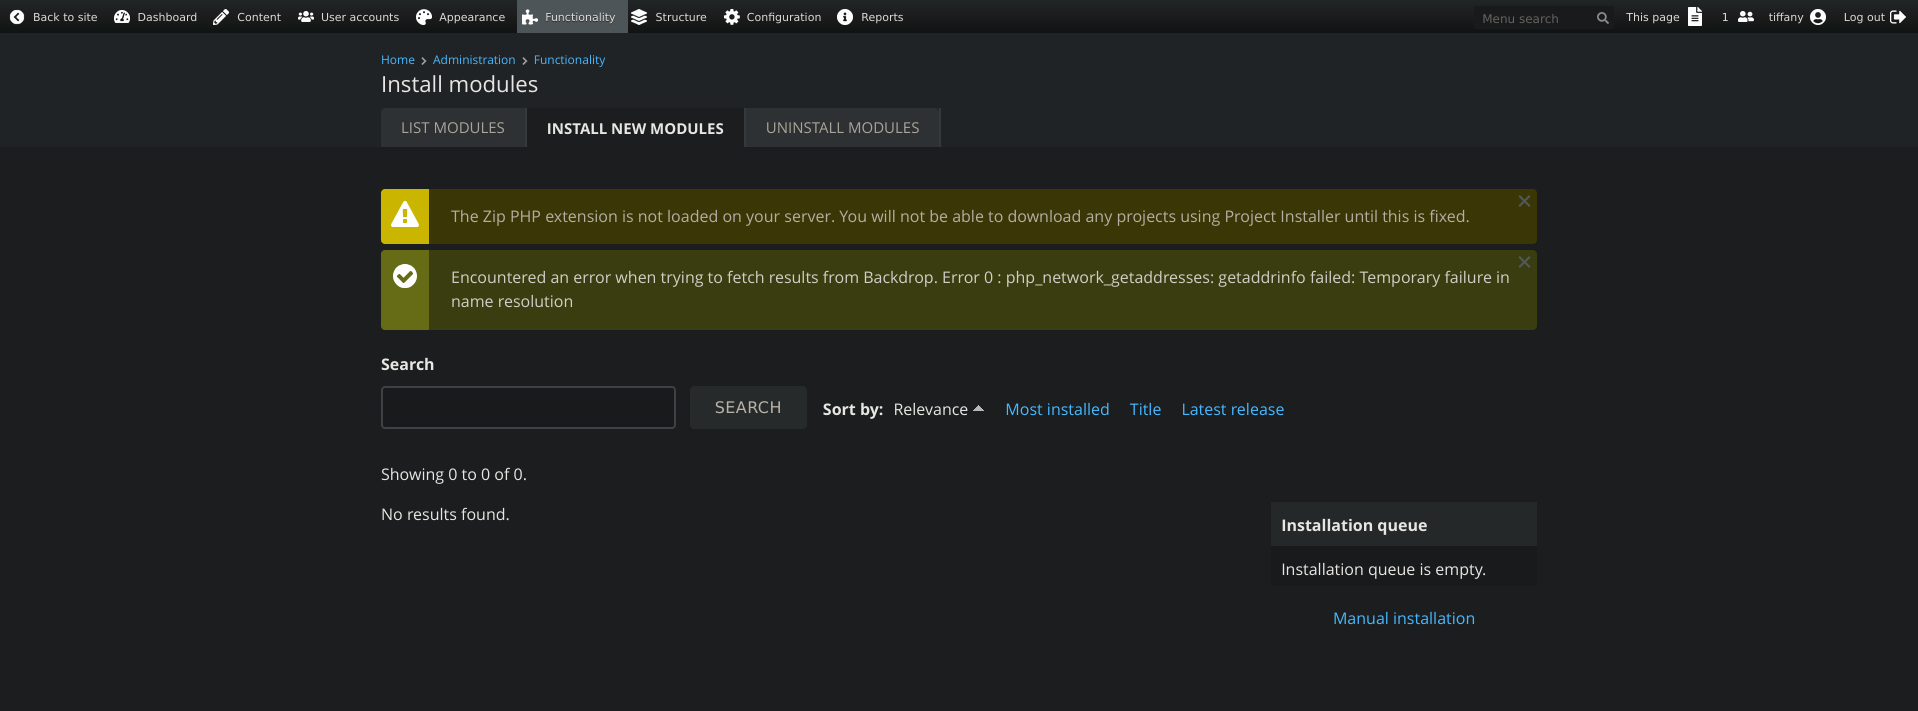 Back to site Dashboard Content User accounts Appearance Functionality Structure Configuration Reports Menu search This page 1 tiffany Log out
Home › Administration › Functionality
Install modules
LIST MODULES INSTALL NEW MODULES UNINSTALL MODULES
The Zip PHP extension is not loaded on your server. You will not be able to download any projects using Project Installer until this is fixed.
Encountered an error when trying to fetch results from Backdrop. Error 0 : php_network_getaddresses: getaddrinfo failed: Temporary failure in
name resolution
Search
SEARCH Sort by: Relevance Most installed Title Latest release
Showing 0 to 0 of 0.
No results found.
Installation queue
Installation queue is empty.
Manual installation